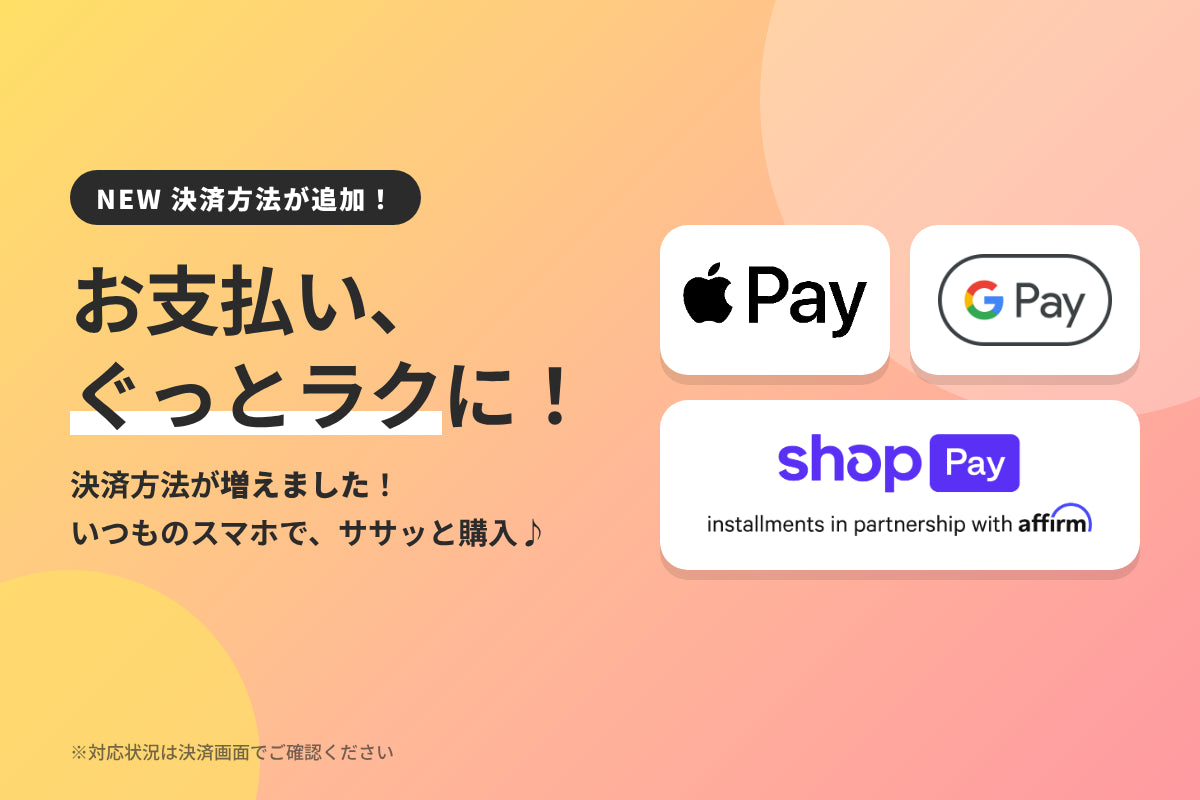 NEW 決済方法が追加!
お支払い、
ぐっとラクに!
決済方法が増えました!
いつものスマホで、ササッと購入♪
※対応状況は決済画面でご確認ください
Pay
G Pay
shop Pay
installments in partnership with affirm